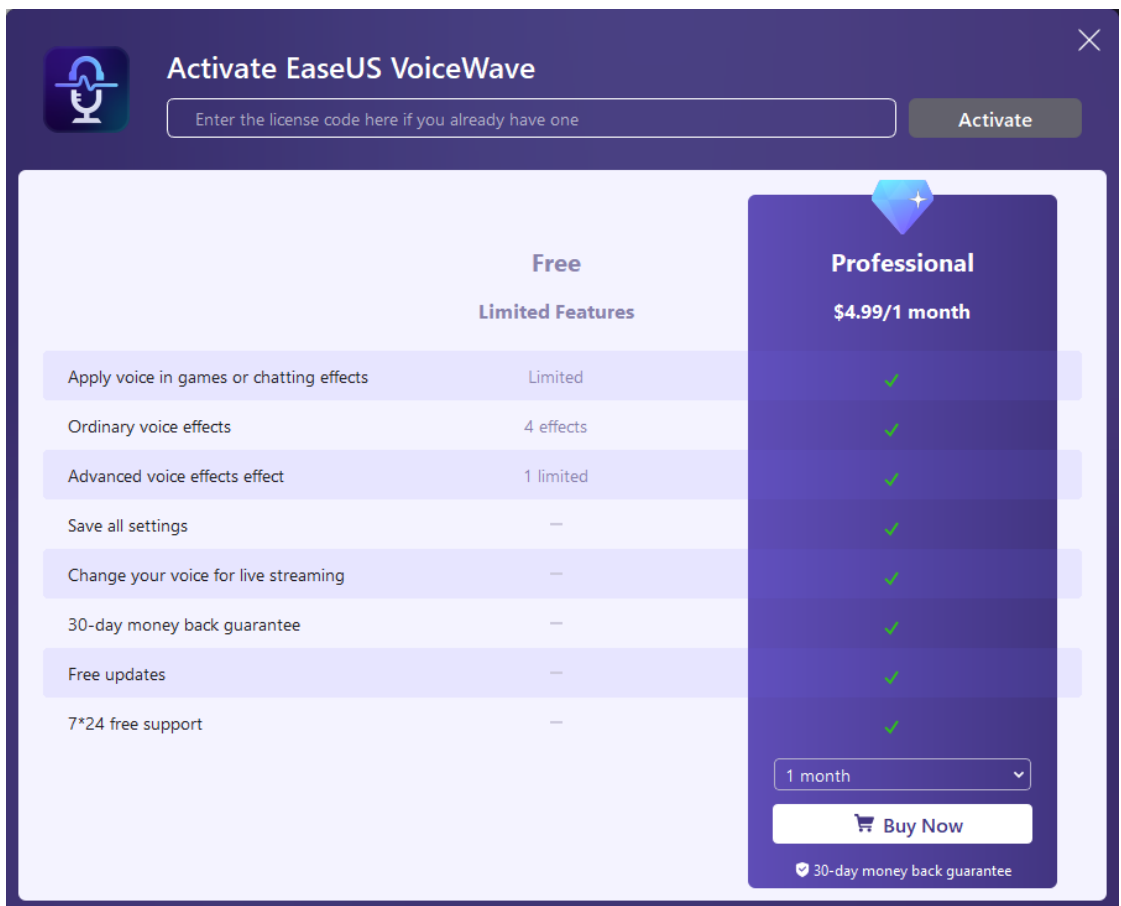 Activate EaseUS VoiceWave
Enter the license code here if you already have one
Activate
Free
Professional
Limited Features
$4.99/1 month
Apply voice in games or chatting effects
Limited
Ordinary voice effects
4 effects
Advanced voice effects effect
1 limited
Save all settings
—
Change your voice for live streaming
—
30-day money back guarantee
—
Free updates
—
7*24 free support
—
1 month
Buy Now
30-day money back guarantee